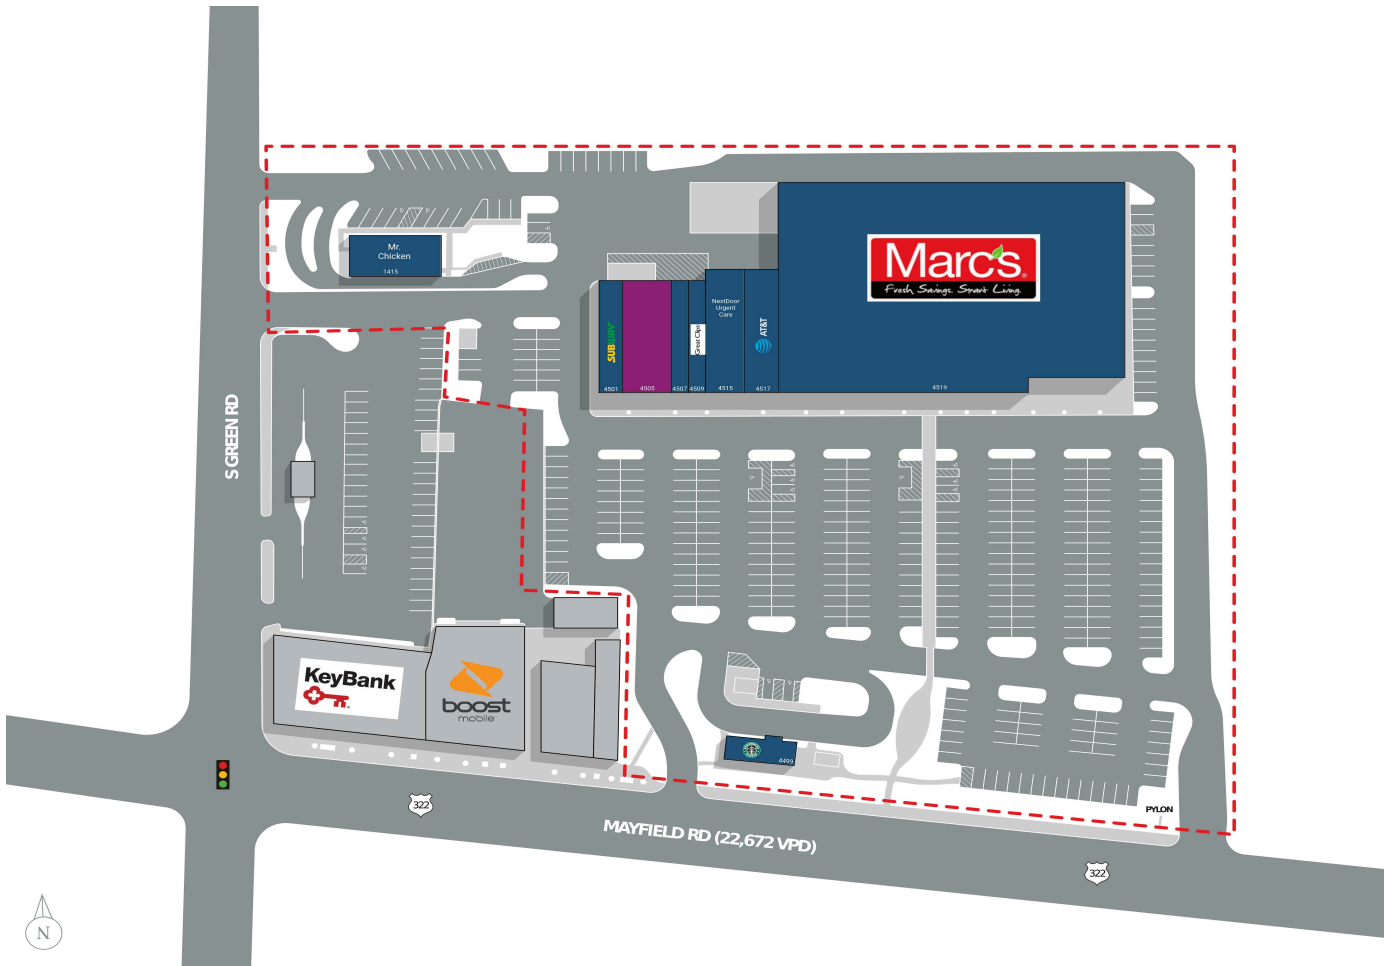 Mr.
Chicken
1415
Marc's
Fresh Savings. Smart Living.
SUBWAY
4501
4505
4507
Great Clips
4509
NextDoor
Urgent
Care
4515
AT&T
4517
4519
S GREEN RD
KeyBank
boost
mobile
4499
PYLON
322
MAYFIELD RD (22,672 VPD)
322
N